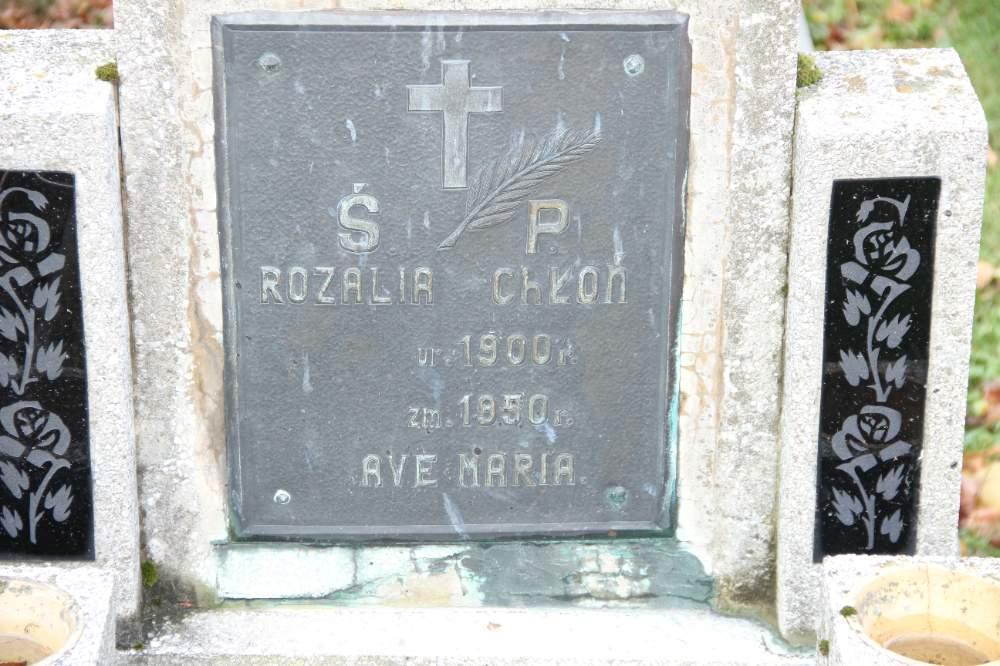 Ś P
ROZALIA CHŁOŃ
ur. 1900 r.
zm. 1950 r.
AVE MARIA